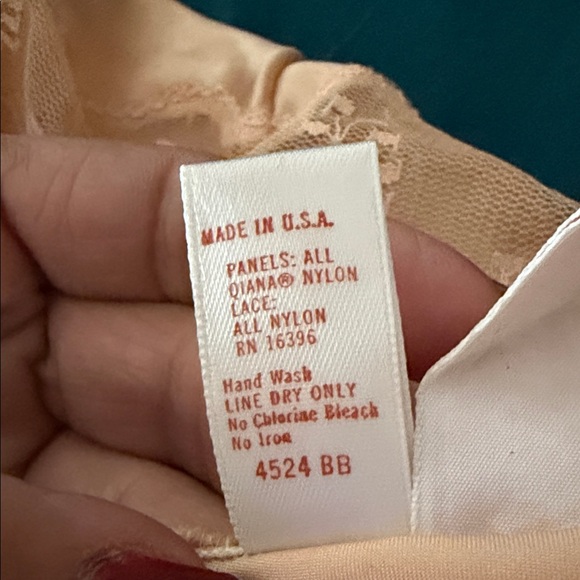 MADE IN U.S.A.
PANELS: ALL
QIANA® NYLON
LACE:
ALL NYLON
RN 16396
Hand Wash
LINE DRY ONLY
No Chlorine Bleach
No Iron
4524 BB